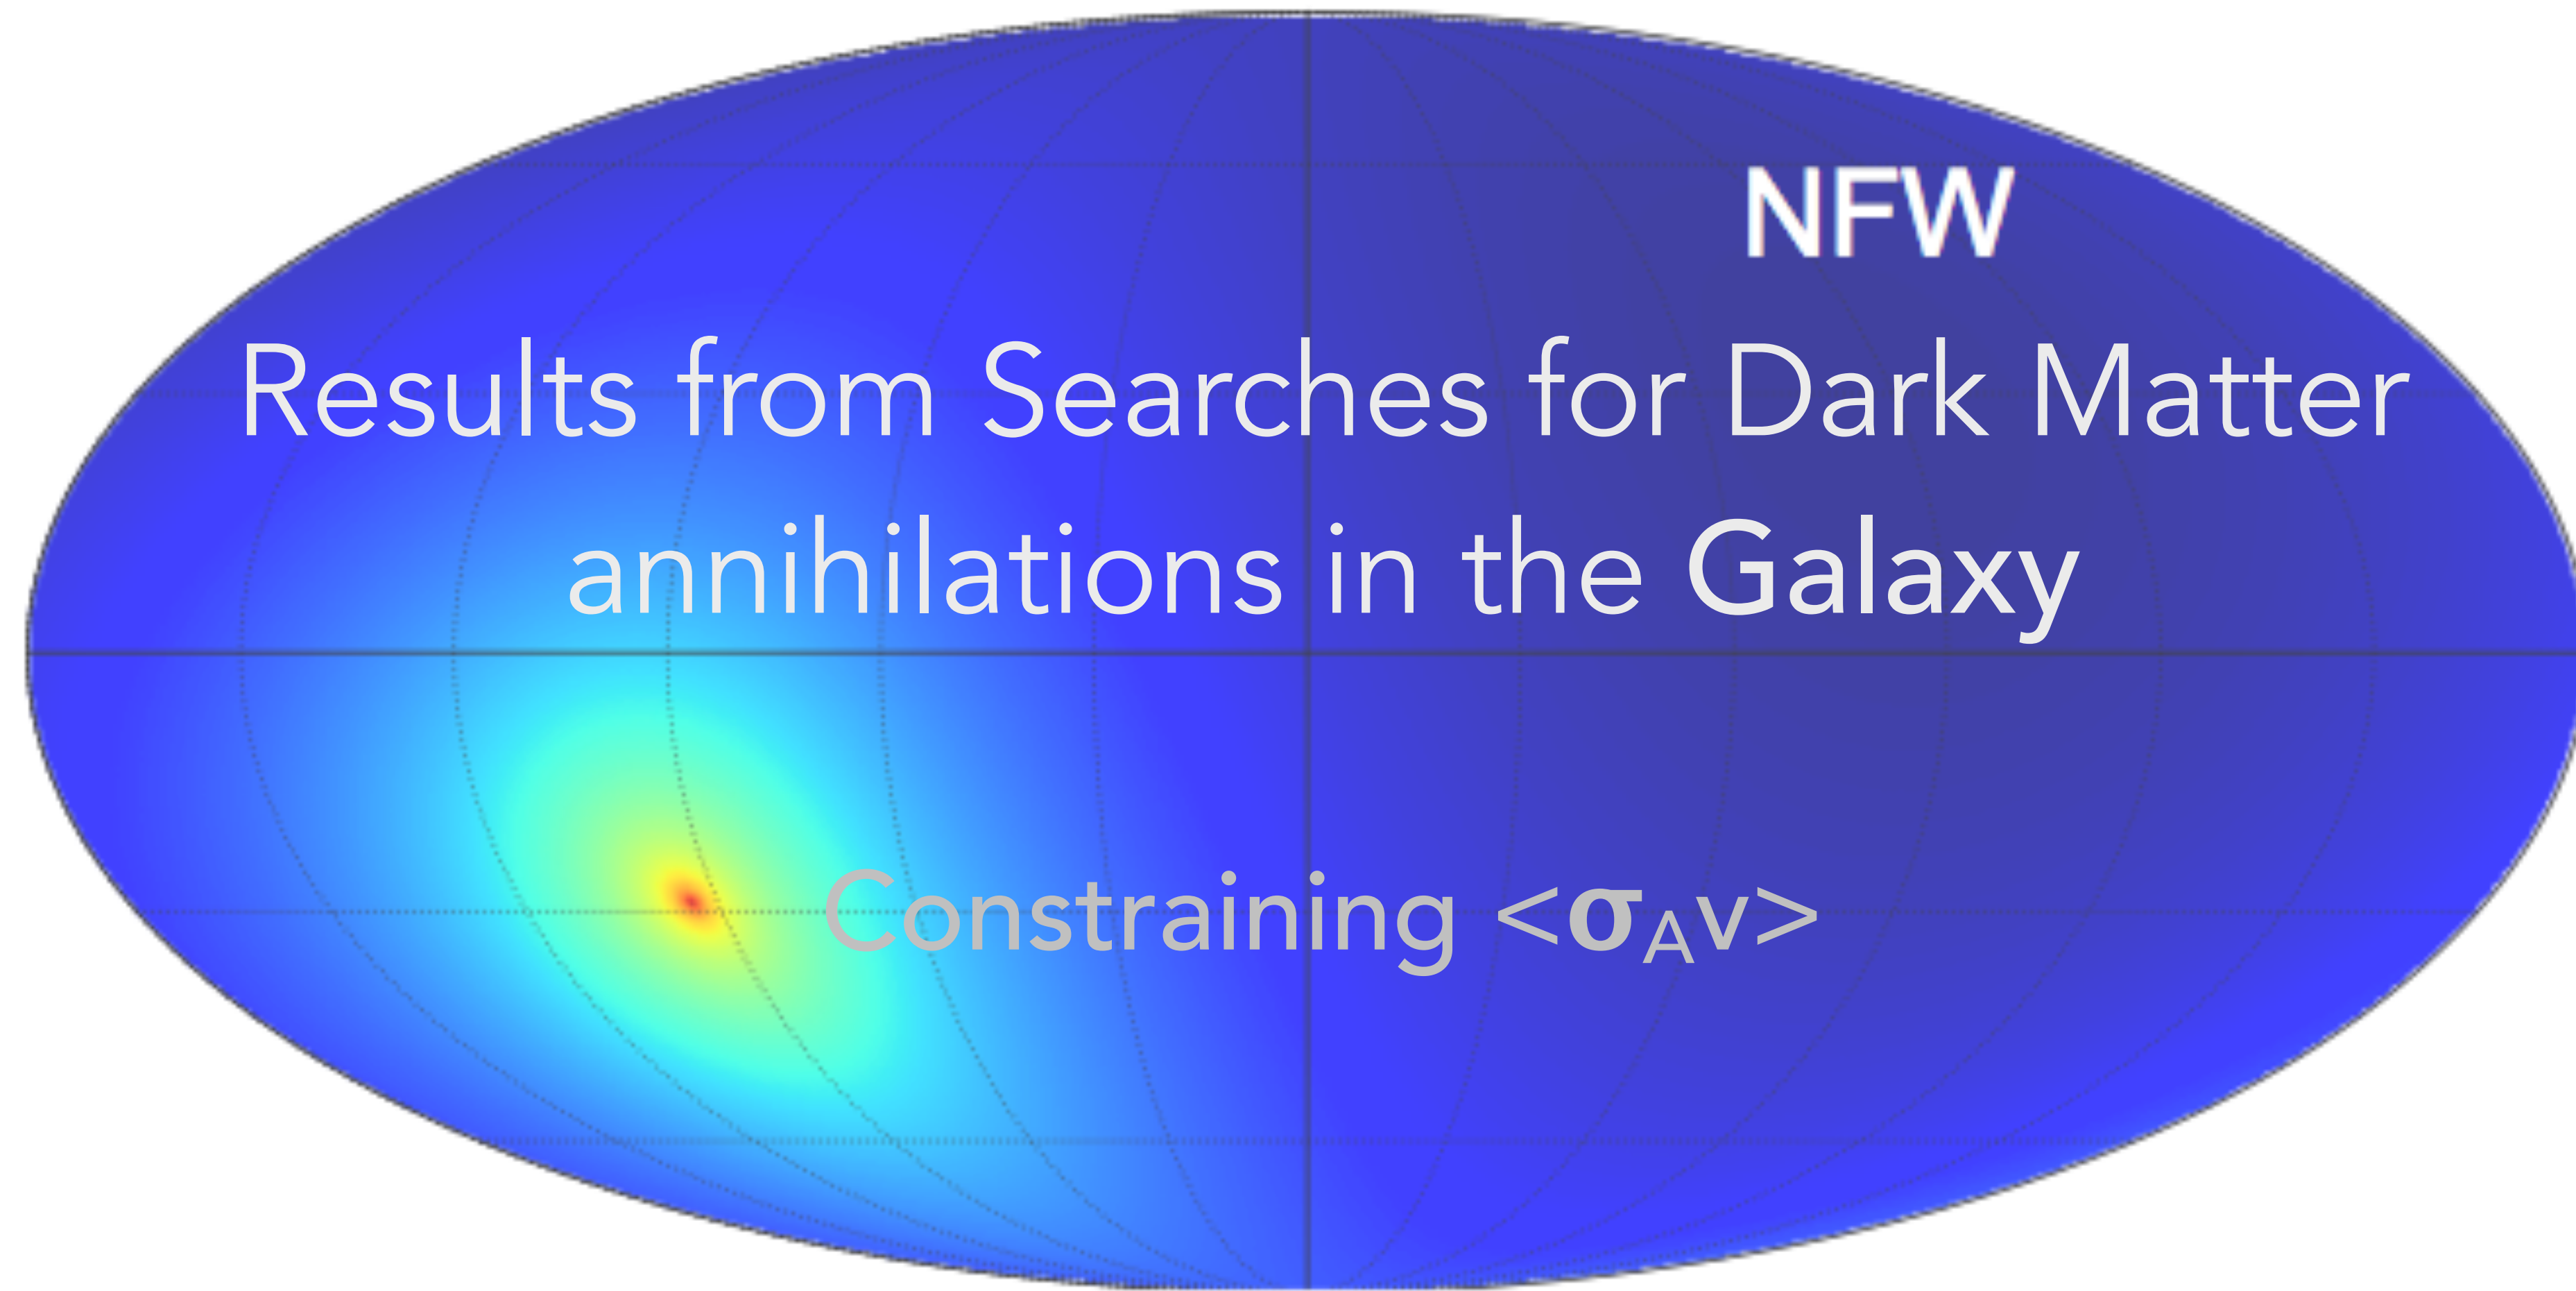 NFW
Results from Searches for Dark Matter
annihilations in the Galaxy
Constraining <σAv>